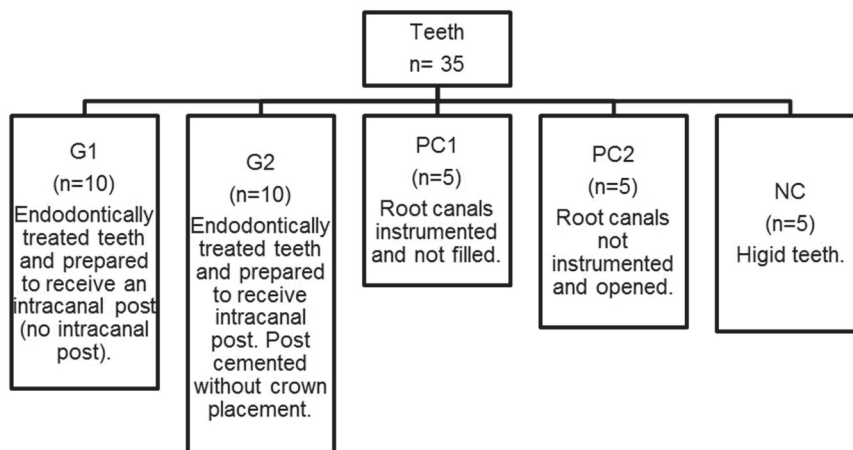 Teeth
n= 35
G1
(n=10)
Endodontically
treated teeth
and prepared
to receive an
intracanal post
(no intracanal
post).
G2
(n=10)
Endodontically
treated teeth
and prepared
to receive
intracanal
post. Post
cemented
without crown
placement.
PC1
(n=5)
Root canals
instrumented
and not filled.
PC2
(n=5)
Root canals
not
instrumented
and opened.
NC
(n=5)
Higid teeth.